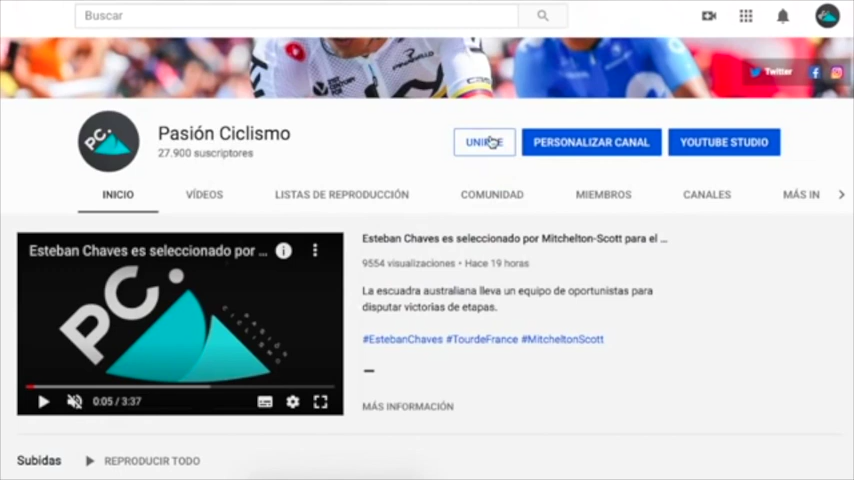 Buscar
Twitter
Pasión Ciclismo
27.900 suscriptores
PERSONALIZAR CANAL
YOUTUBE STUDIO
INICIO
VÍDEOS
LISTAS DE REPRODUCCIÓN
COMUNIDAD
MIEMBROS
CANALES
MÁS IN
Esteban Chaves es seleccionado por ...
PC.
0:05 / 3:37
Esteban Chaves es seleccionado por Mitchelton-Scott para el ...
9554 visualizaciones • Hace 19 horas
La escuadra australiana lleva un equipo de oportunistas para
disputar victorias de etapas.
#EstebanChaves #TourdeFrance #MitcheltonScott
MÁS INFORMACIÓN
Subidas
REPRODUCIR TODO